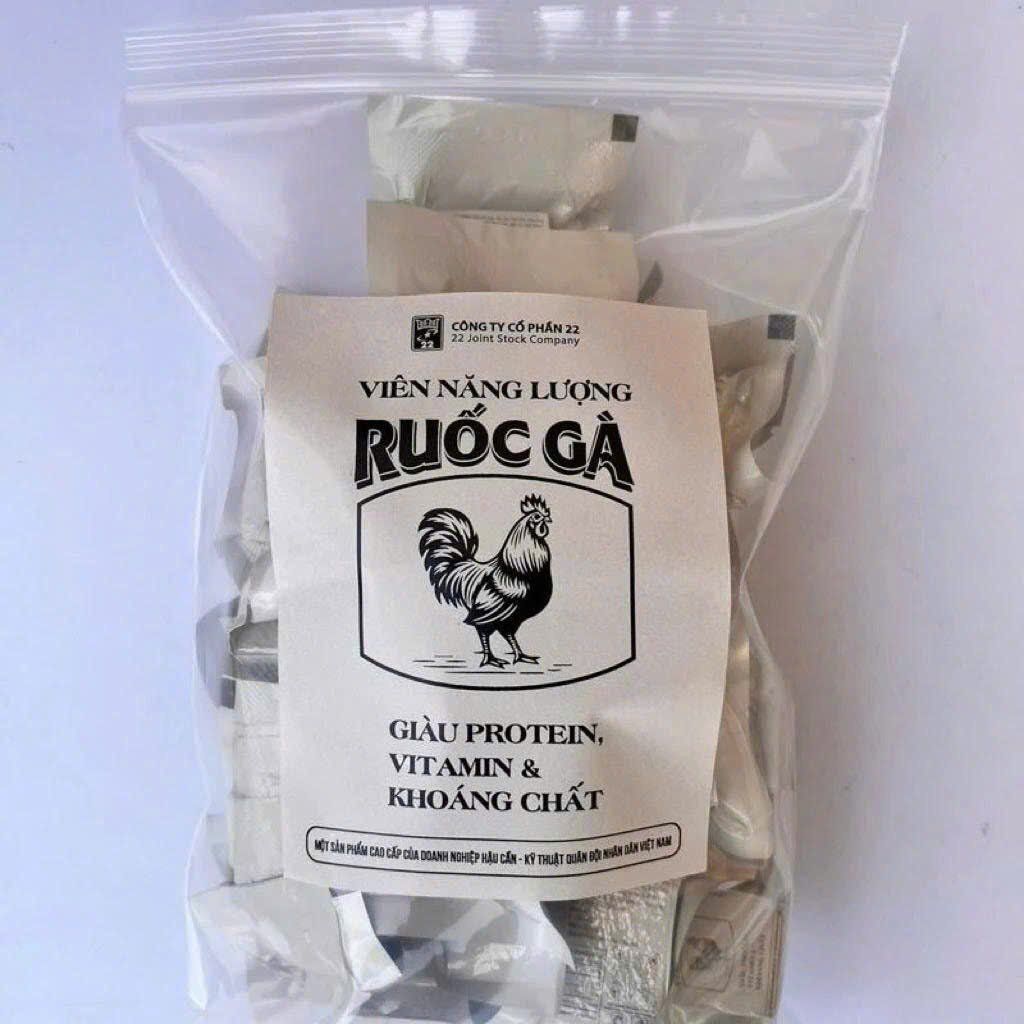 22
CÔNG TY CỔ PHẦN 22
22 Joint Stock Company
VIÊN NĂNG LƯỢNG
RUỐC GÀ
GIÀU PROTEIN,
VITAMIN &
KHOÁNG CHẤT
MỘT SẢN PHẨM CAO CẤP CỦA DOANH NGHIỆP HẬU CẦN - KỸ THUẬT QUÂN ĐỘI NHÂN DÂN VIỆT NAM